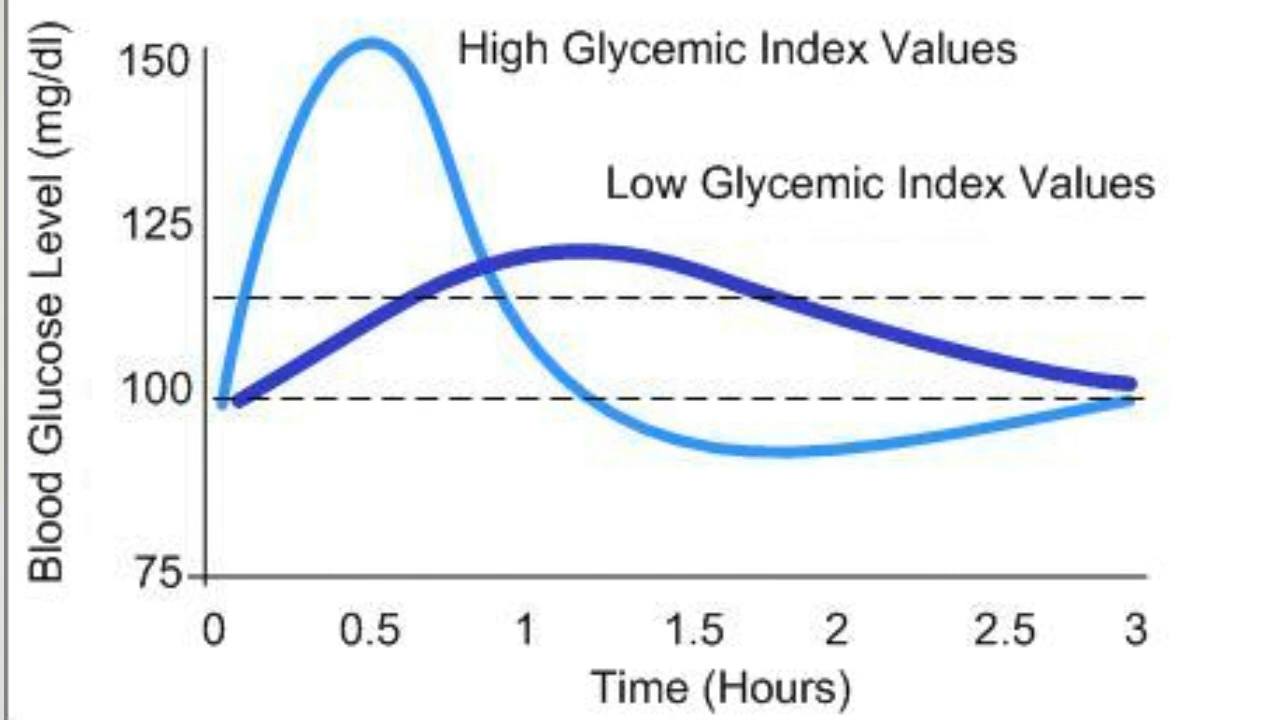 Blood Glucose Level (mg/dl)
150
125
100
75
High Glycemic Index Values
Low Glycemic Index Values
0 0.5 1 1.5 2 2.5 3
Time (Hours)